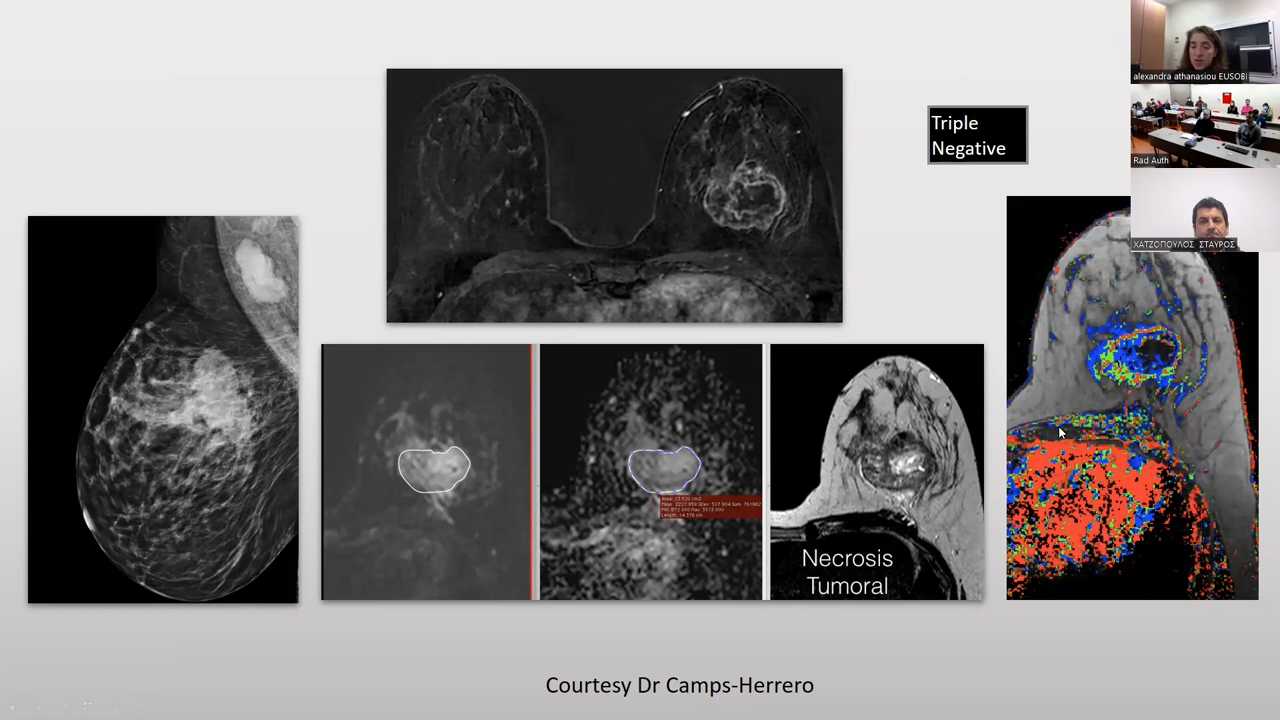 Triple
Negative
alexandra athanasiou EUSOBI
Rad Auth
ΧΑΤΖΟΠΟΥΛΟΣ ΣΤΑΥΡΟΣ
Necrosis
Tumoral
Courtesy Dr Camps-Herrero